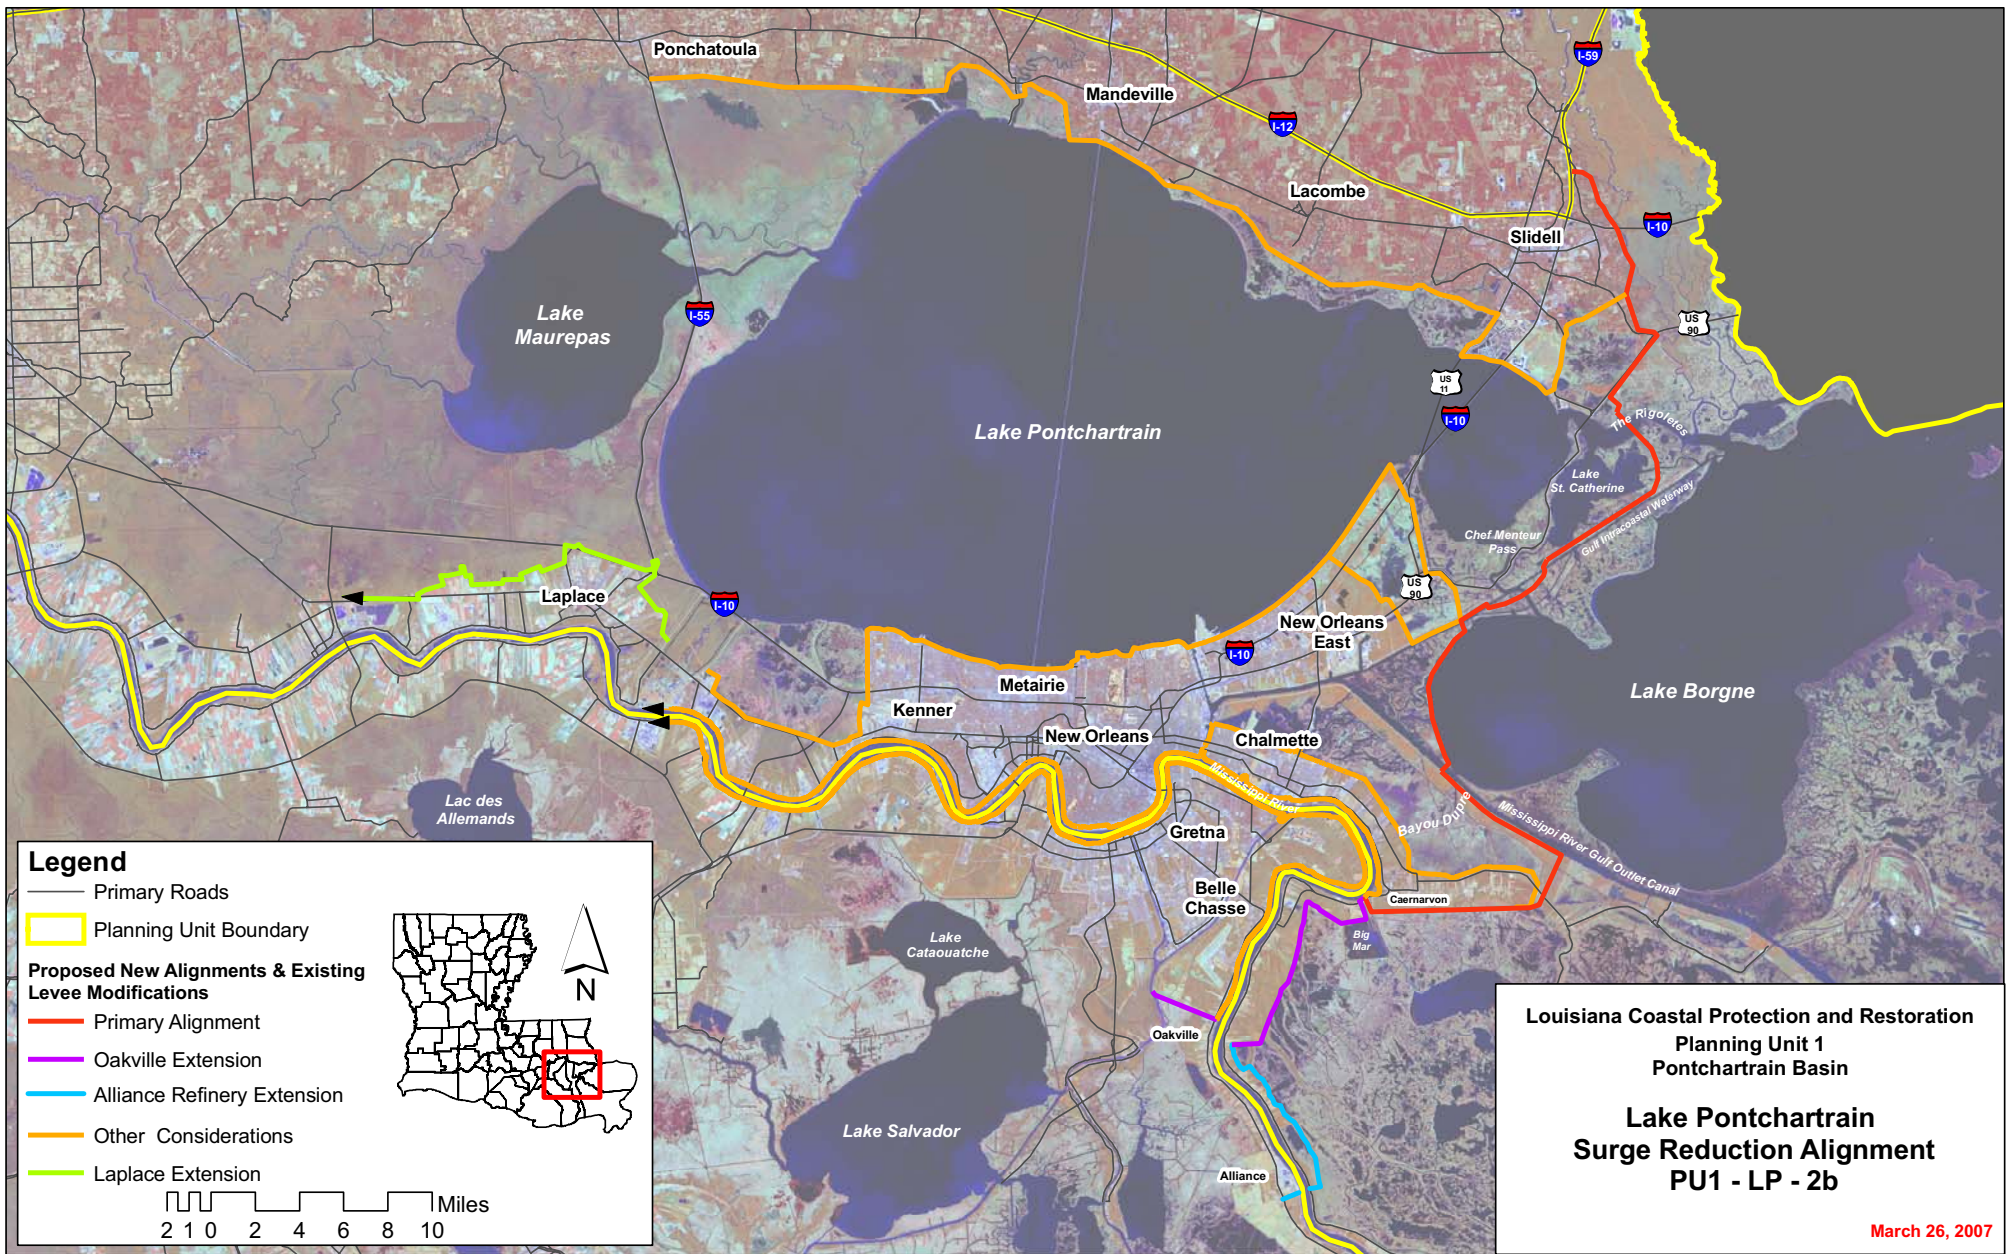 Ponchatoula
I-59
Mandeville
I-12
Lacombe
I-10
Slidell
Lake
Maurepas
I-55
US
90
US
11
I-10
The Rigoletes
Lake Pontchartrain
Lake
St. Catherine
Gulf Intracoastal Waterway
Chef Menteur
Pass
US
90
Laplace
I-10
New Orleans
East
I-10
Metairie
Lake Borgne
Kenner
New Orleans
Chalmette
Mississippi River
Lac des
Allemands
Bayou Dupre
Mississippi River Gulf Outlet Canal
Gretna
Belle
Chasse
Caernarvon
Big
Mar
Lake
Cataouatche
Oakville
Lake Salvador
Alliance
Legend
Primary Roads
Planning Unit Boundary
Proposed New Alignments & Existing
Levee Modifications
Primary Alignment
Oakville Extension
Alliance Refinery Extension
Other Considerations
Laplace Extension
N
Miles
2 1 0 2 4 6 8 10
Louisiana Coastal Protection and Restoration
Planning Unit 1
Pontchartrain Basin
Lake Pontchartrain
Surge Reduction Alignment
PU1 - LP - 2b
March 26, 2007